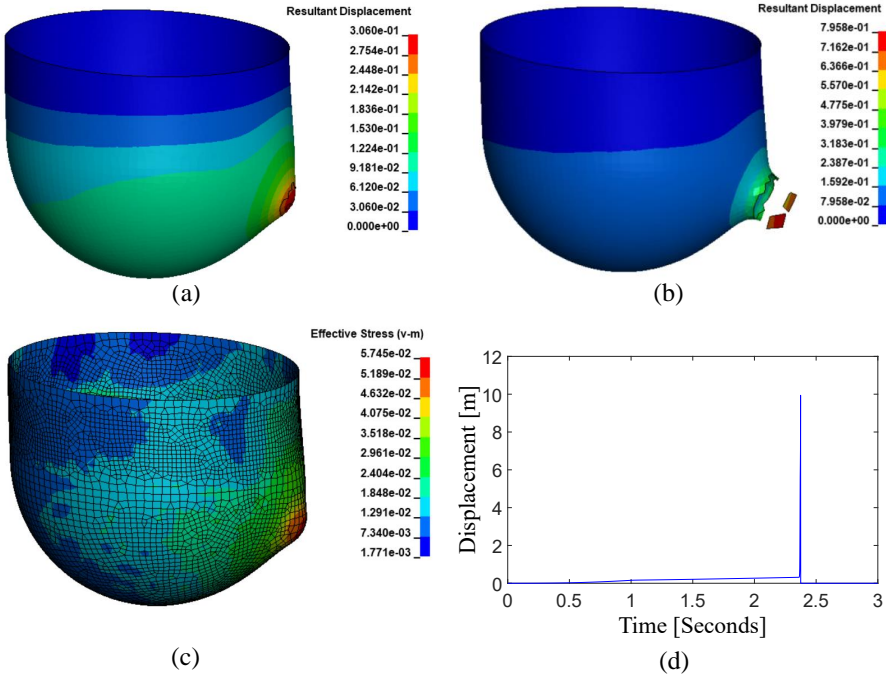 Resultant Displacement
3.060e-01
2.754e-01
2.448e-01
2.142e-01
1.836e-01
1.530e-01
1.224e-01
9.181e-02
6.120e-02
3.060e-02
0.000e+00
(a)
Resultant Displacement
7.958e-01
7.162e-01
6.366e-01
5.570e-01
4.775e-01
3.979e-01
3.183e-01
2.387e-01
1.592e-01
7.958e-02
0.000e+00
(b)
Effective Stress (v-m)
5.745e-02
5.189e-02
4.632e-02
4.075e-02
3.518e-02
2.961e-02
2.404e-02
1.848e-02
1.291e-02
7.340e-03
1.771e-03
(c)
Displacement [m]
12
10
8
6
4
2
0
0
0.5
1
1.5
2
2.5
3
Time [Seconds]
(d)